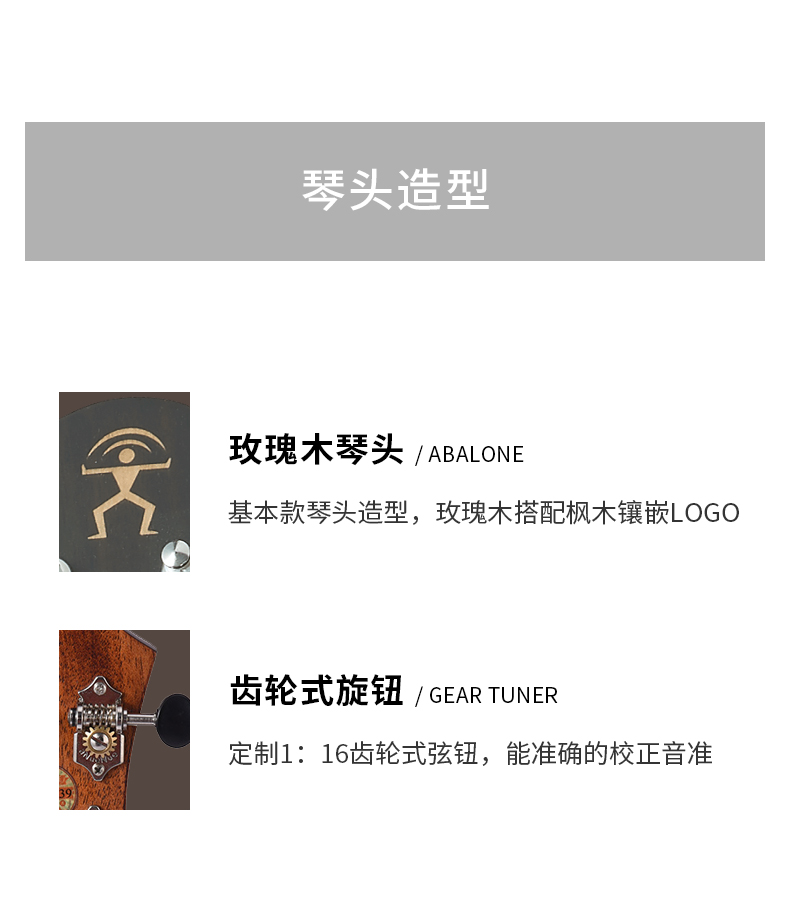 琴头造型
玫瑰木琴头 / ABALONE
基本款琴头造型，玫瑰木搭配枫木镶嵌LOGO
齿轮式旋钮 / GEAR TUNER
定制1：16齿轮式弦钮，能准确的校正音准
39